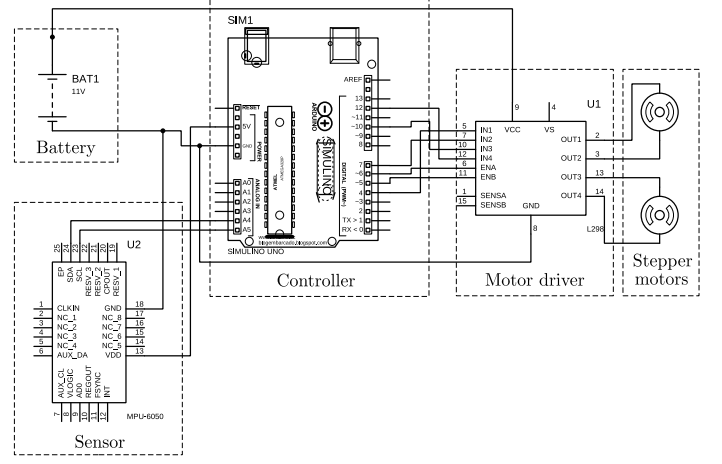 SIM1
BAT1
11V
Battery
RESET
5V
GND
POWER
A0
A1
A2
A3
A4
A5
ANALOG IN
ATMEL
ARDUINO
SIMULINO
AREF
13
12
~11
~10
~9
8
7
~6
~5
4
~3
2
TX > 1
RX < 0
DIGITAL (PWM~)
blogembarcado.blogspot.com
SIMULINO UNO
Controller
U1
9
4
VCC
VS
5
7
10
12
6
11
1
15
IN1
IN2
IN3
IN4
ENA
ENB
SENSA
SENSB
OUT1
OUT2
OUT3
OUT4
2
3
13
14
GND
8
L298
Motor driver
Stepper
motors
U2
25
24
23
22
21
20
19
EP
SDA
SCL
RESV_3
RESV_2
CPOUT
RESV_1
1
2
3
4
5
6
CLKIN
NC_1
NC_2
NC_3
NC_4
AUX_DA
GND
NC_8
NC_7
NC_6
NC_5
VDD
18
17
16
15
14
13
AUX_CL
VLOGIC
AD0
REGOUT
FSYNC
INT
7
8
9
10
11
12
MPU-6050
Sensor